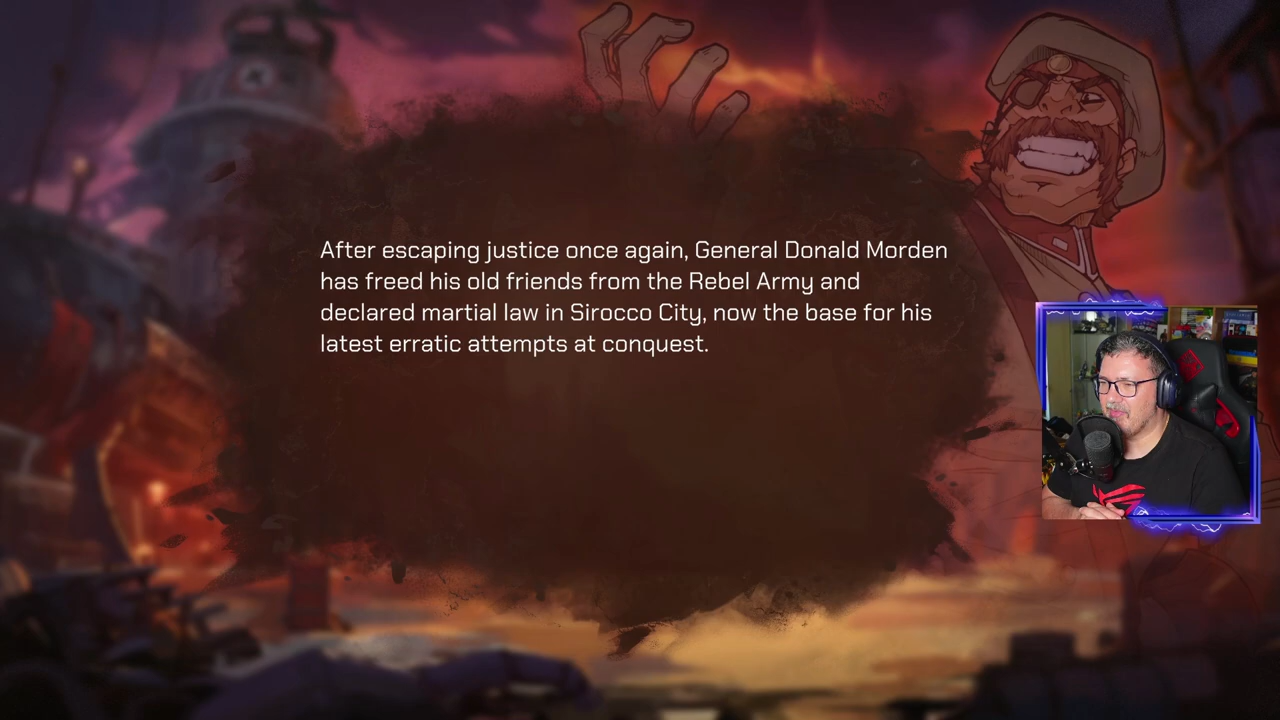 After escaping justice once again, General Donald Morden
has freed his old friends from the Rebel Army and
declared martial law in Sirocco City, now the base for his
latest erratic attempts at conquest.